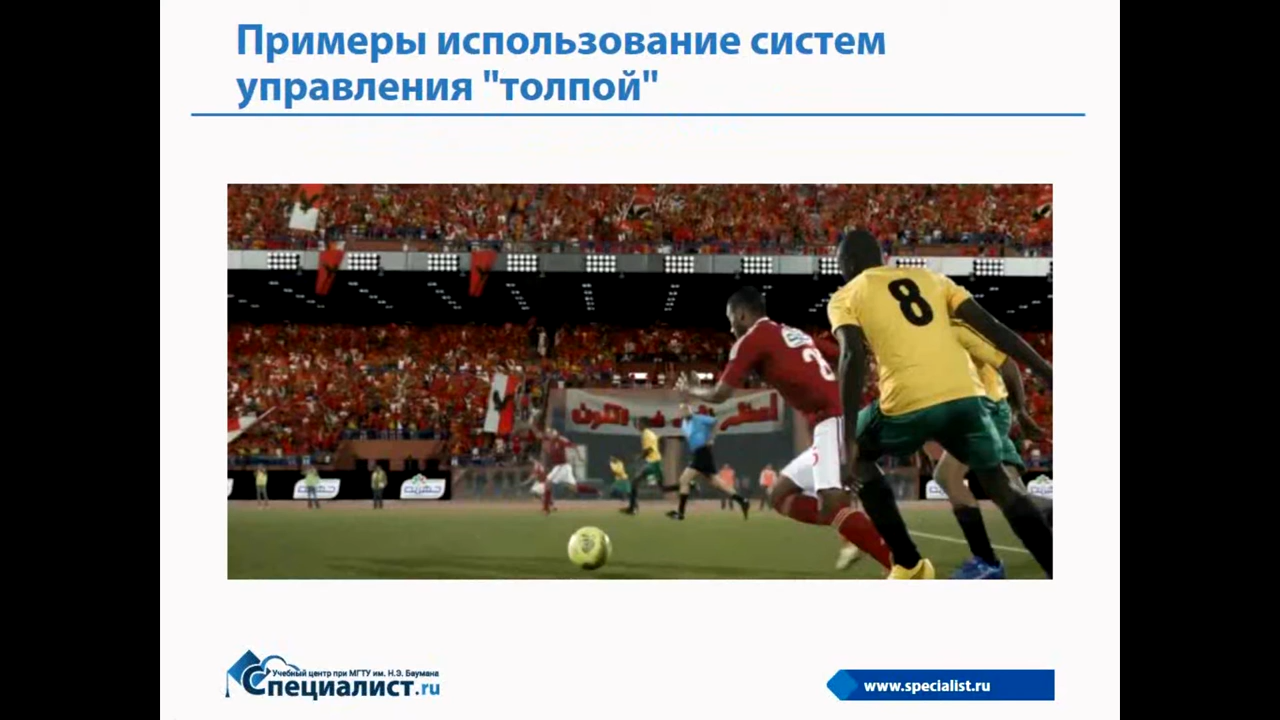 Примеры использование систем
управления "толпой"
8
Учебный центр при МГТУ им. Н.Э. Баумана
Специалист.ru
www.specialist.ru